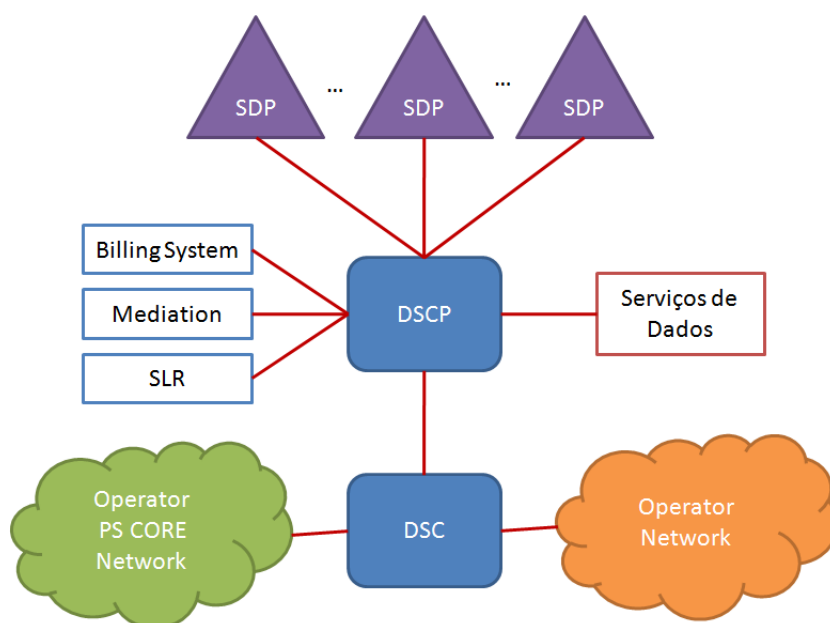 SDP
...
SDP
...
SDP
Billing System
Mediation
SLR
DSCP
Serviços de
Dados
Operator
PS CORE
Network
DSC
Operator
Network